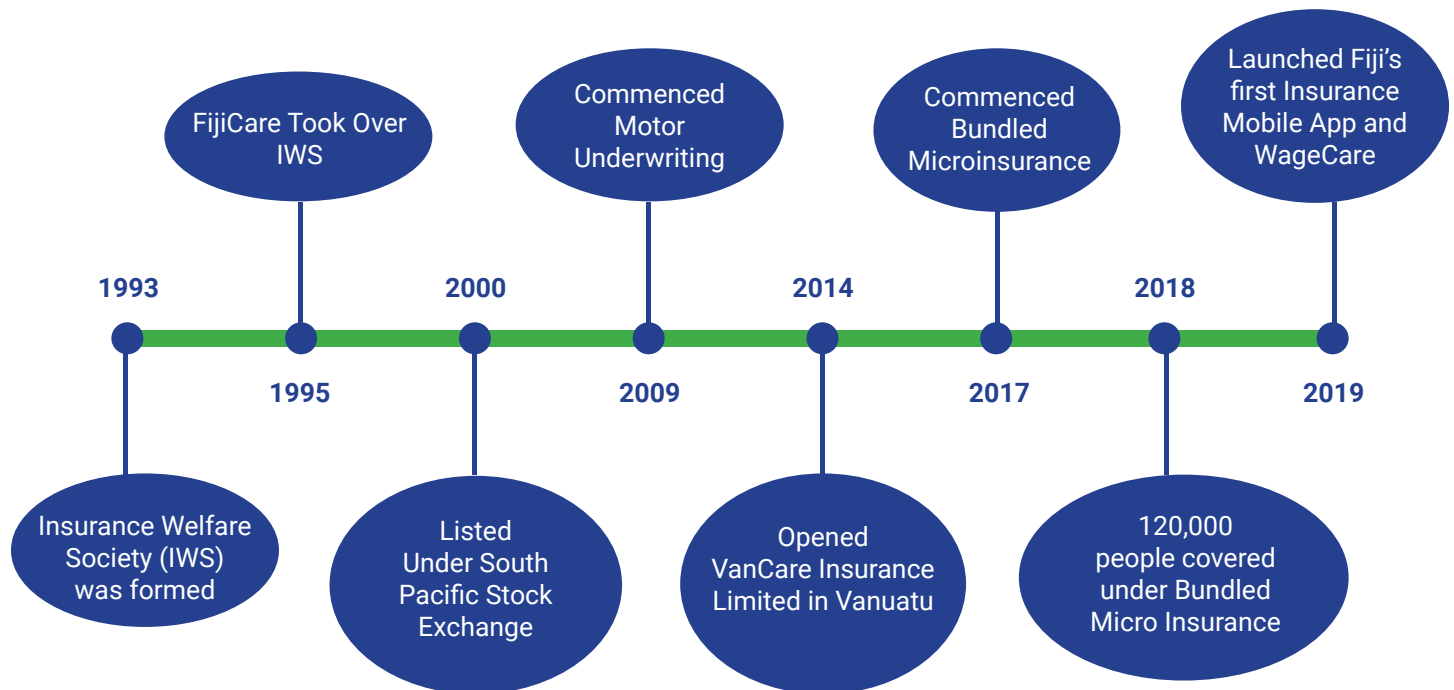 1993
Insurance Welfare
Society (IWS)
was formed
FijiCare Took Over
IWS
1995
2000
Listed
Under South
Pacific Stock
Exchange
Commenced
Motor
Underwriting
2009
2014
Opened
VanCare Insurance
Limited in Vanuatu
Commenced
Bundled
Microinsurance
2017
2018
120,000
people covered
under Bundled
Micro Insurance
Launched Fiji’s
first Insurance
Mobile App and
WageCare
2019